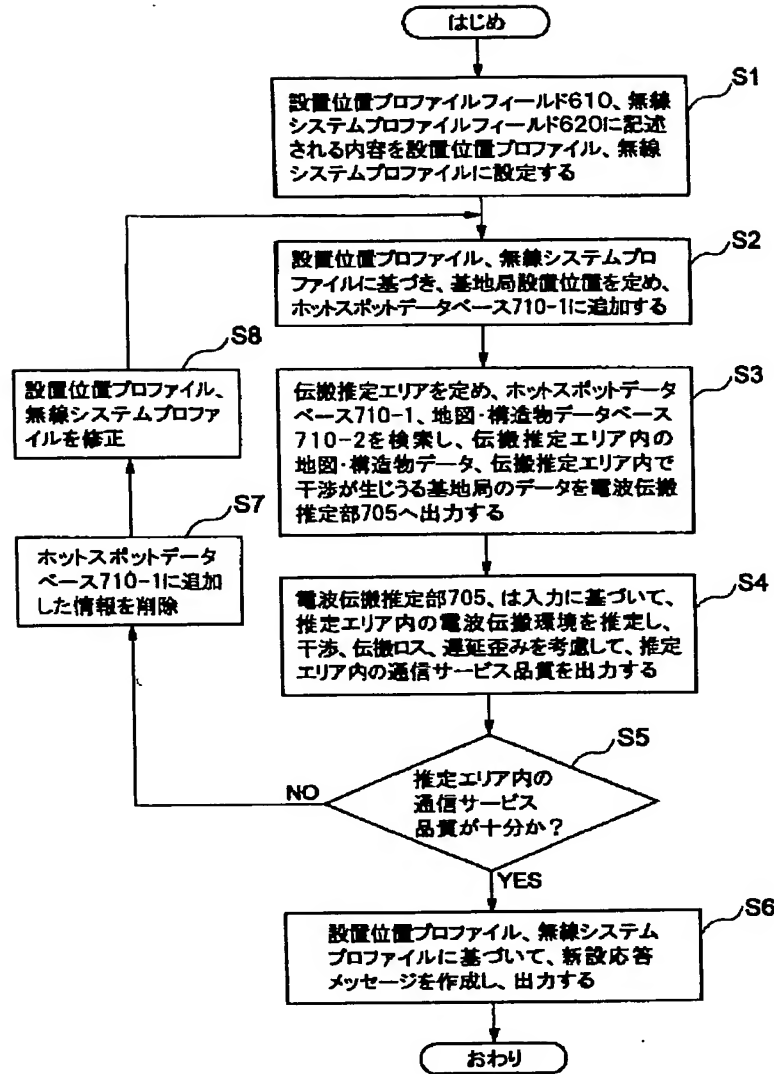 はじめ
S1
設置位置プロファイルフィールド610、無線
システムプロファイルフィールド620に記述
される内容を設置位置プロファイル、無線
システムプロファイルに設定する
S2
設置位置プロファイル、無線システムプロ
ファイルに基づき、基地局設置位置を定め、
ホットスポットデータベース710-1に追加する
S8
設置位置プロファイル、
無線システムプロファ
イルを修正
S3
伝搬推定エリアを定め、ホットスポットデータ
ベース710-1、地図・構造物データベース
710-2を検索し、伝搬推定エリア内の
地図・構造物データ、伝搬推定エリア内で
干渉が生じうる基地局のデータを電波伝搬
推定部705へ出力する
S7
ホットスポットデータ
ベース710-1に追加
した情報を削除
S4
電波伝搬推定部705、は入力に基づいて、
推定エリア内の電波伝搬環境を推定し、
干渉、伝搬ロス、遅延歪みを考慮して、推定
エリア内の通信サービス品質を出力する
S5
推定エリア内の
通信サービス
品質が十分か？
NO
YES
S6
設置位置プロファイル、無線システム
プロファイルに基づいて、新設応答
メッセージを作成し、出力する
おわり